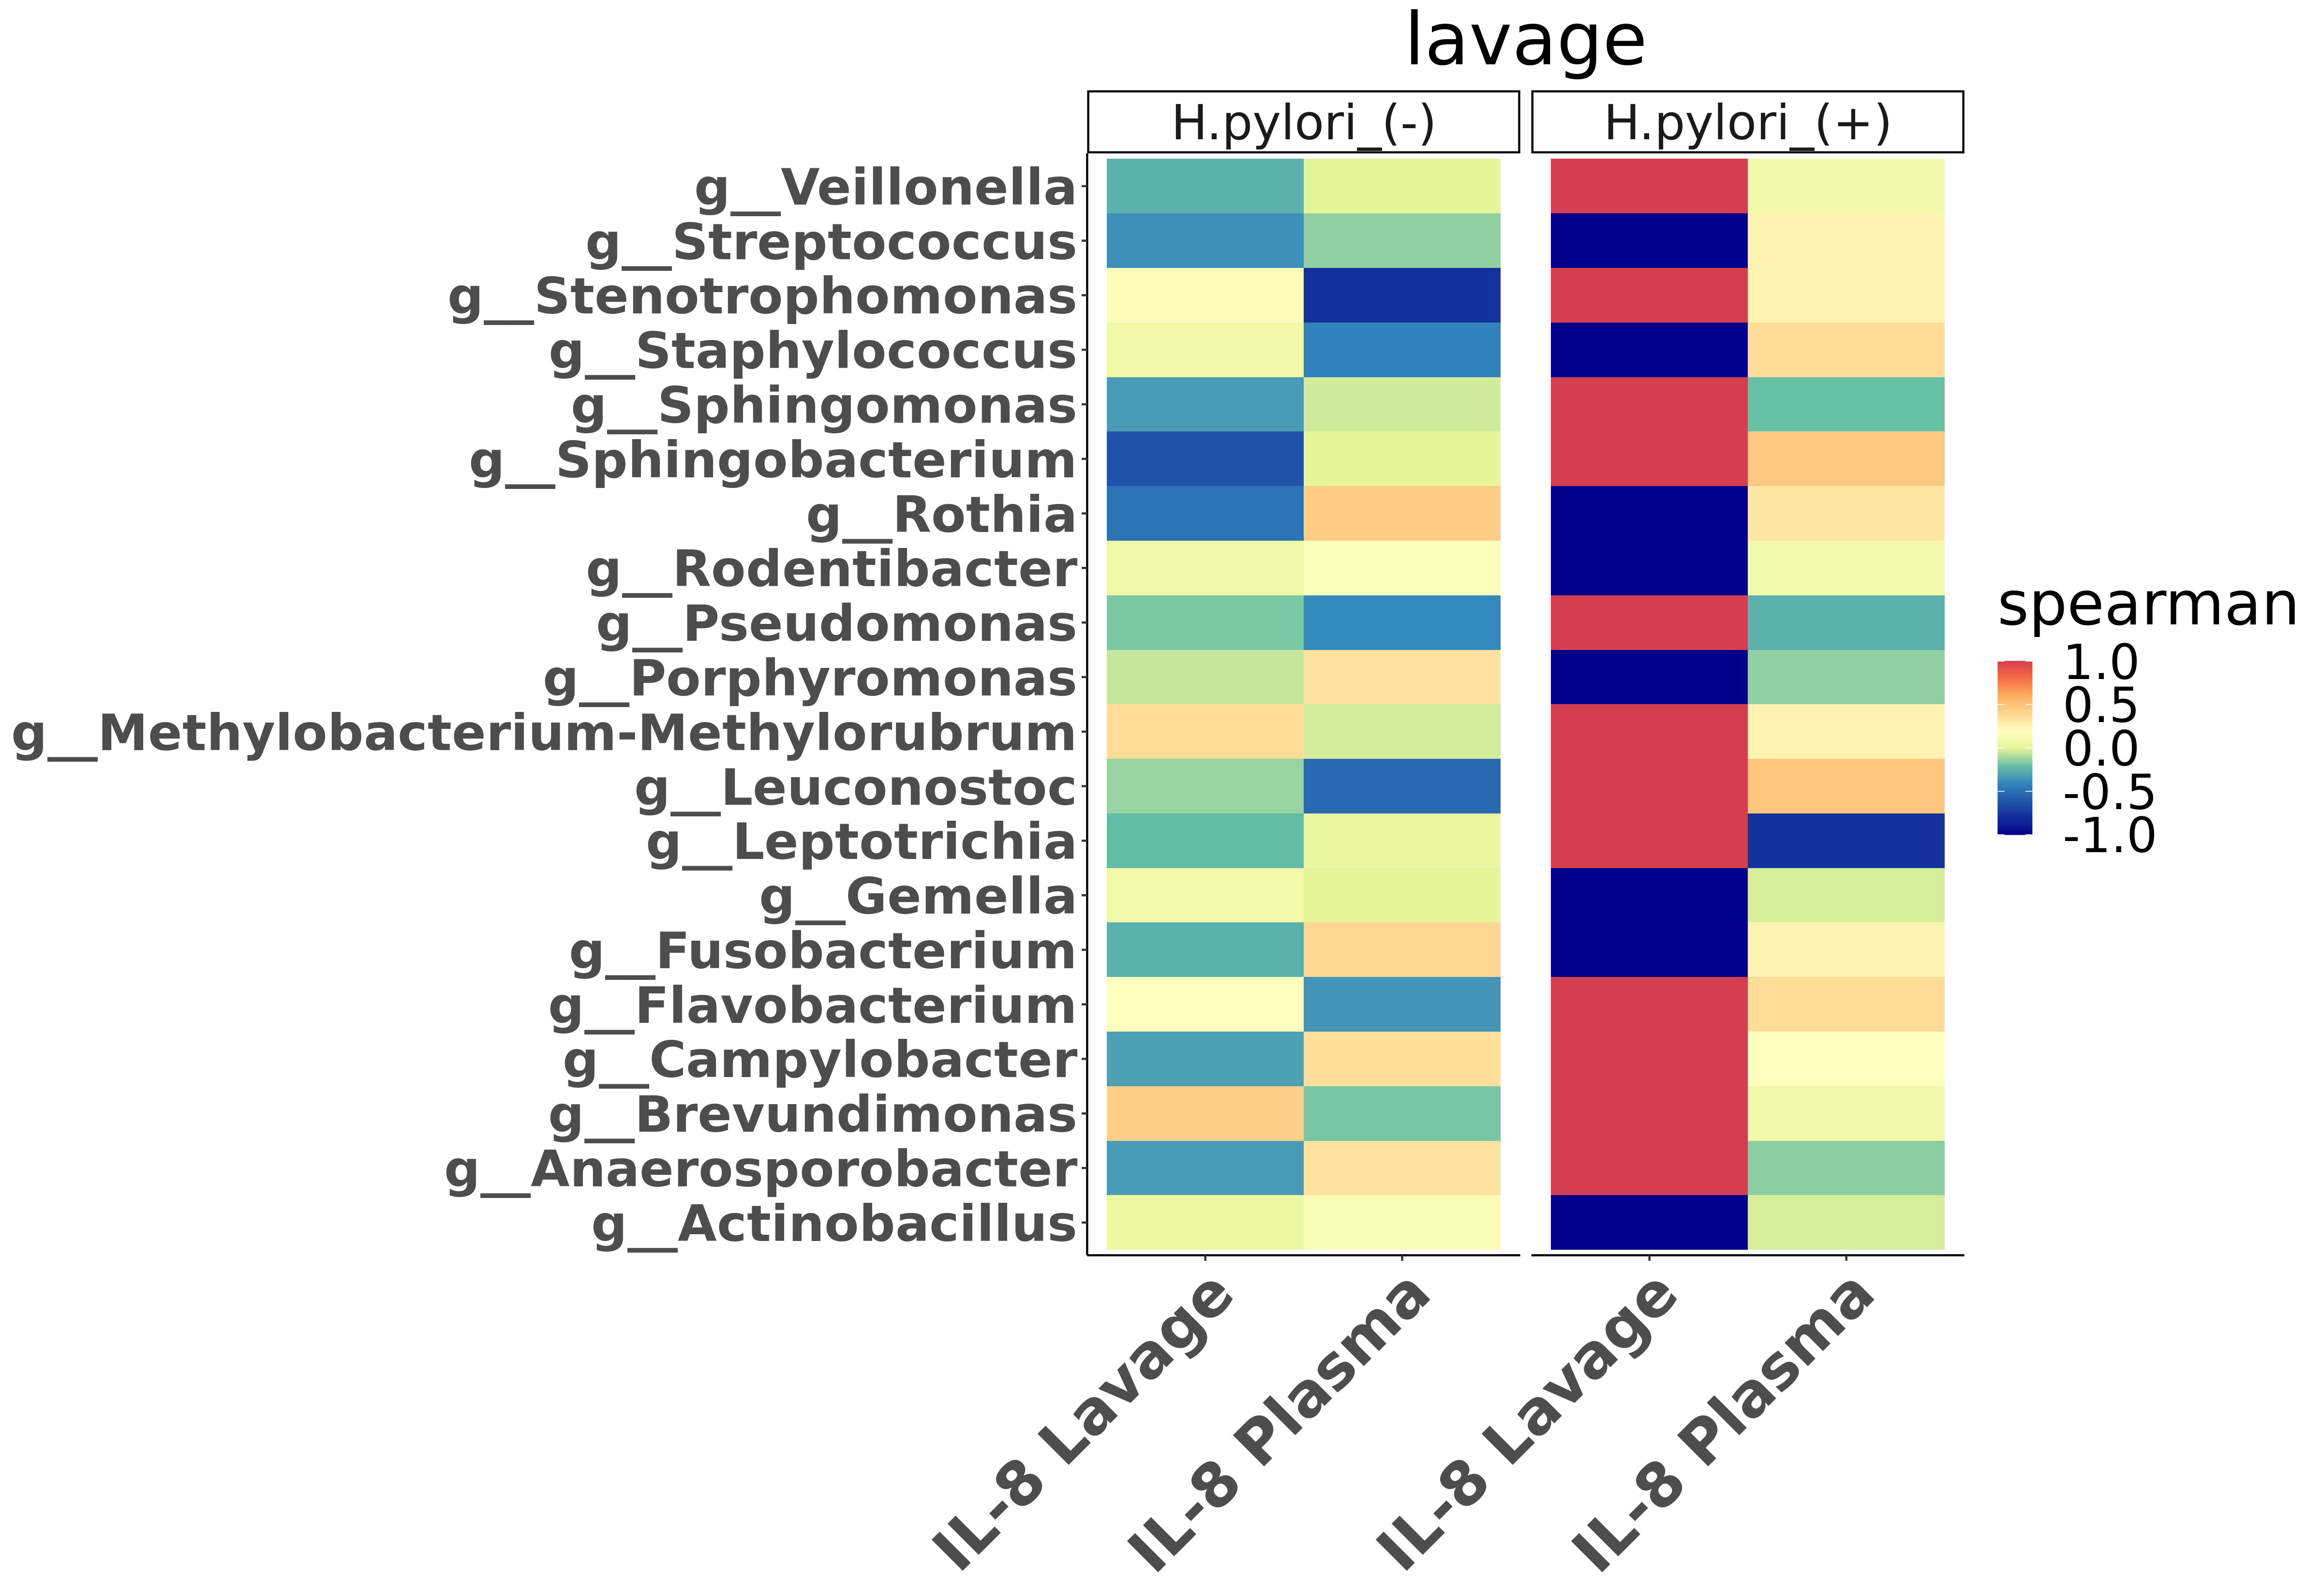 lavage
H.pylori_(-)
H.pylori_(+)
g__Veillonella
g__Streptococcus
g__Stenotrophomonas
g__Staphylococcus
g__Sphingomonas
g__Sphingobacterium
g__Rothia
g__Rodentibacter
g__Pseudomonas
g__Porphyromonas
g__Methylobacterium-Methylorubrum
g__Leuconostoc
g__Leptotrichia
g__Gemella
g__Fusobacterium
g__Flavobacterium
g__Campylobacter
g__Brevundimonas
g__Anaerosporobacter
g__Actinobacillus
IL-8 Lavage
IL-8 Plasma
IL-8 Lavage
IL-8 Plasma
spearman
1.0
0.5
0.0
-0.5
-1.0